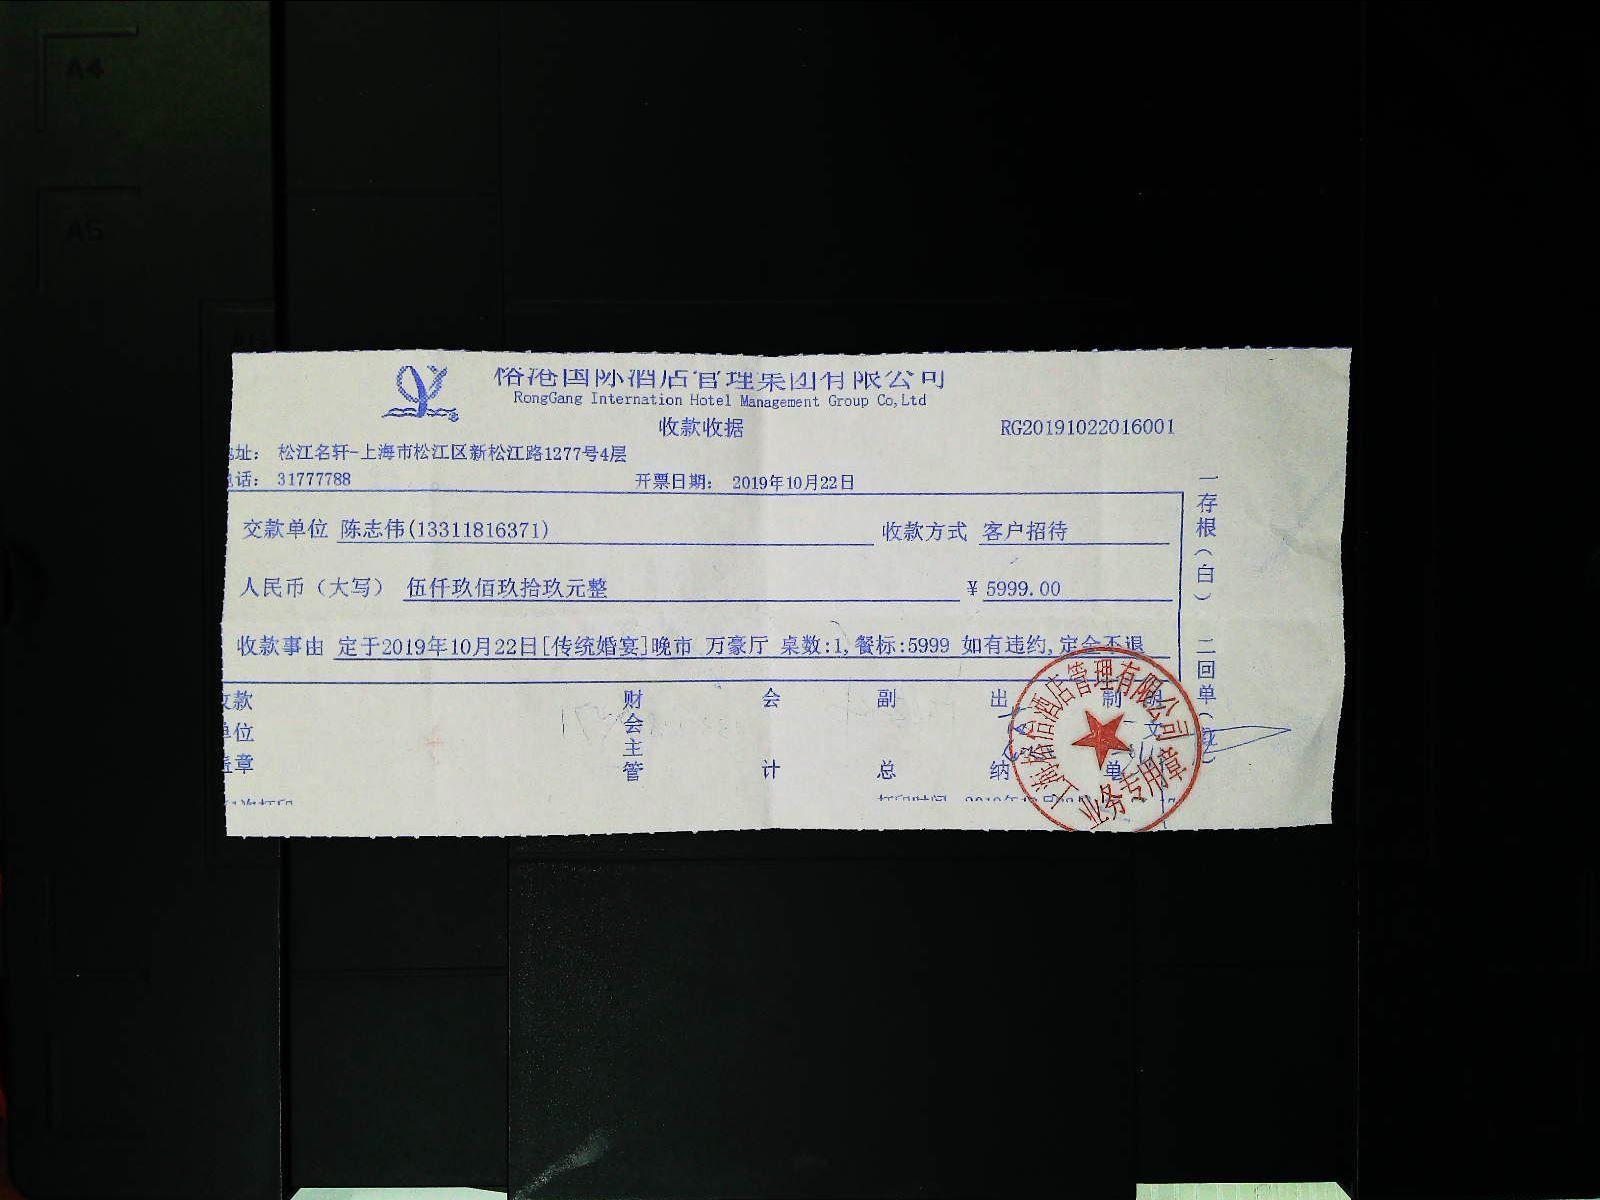 A4
A5
裕港国际酒店管理集团有限公司
RongGang Internation Hotel Management Group Co,Ltd
收款收据
RG20191022016001
地址： 松江名轩-上海市松江区新松江路1277号4层
电话： 31777788
开票日期： 2019年10月22日
交款单位 陈志伟(13311816371)
收款方式 客户招待
人民币（大写） 伍仟玖佰玖拾玖元整
¥ 5999.00
收款事由 定于2019年10月22日[传统婚宴]晚市 万豪厅 桌数:1,餐标:5999 如有违约,定金不退
一存根(白) 二回单
收款单位盖章
财会主管
会计
副总
出纳
制单
业务专用章